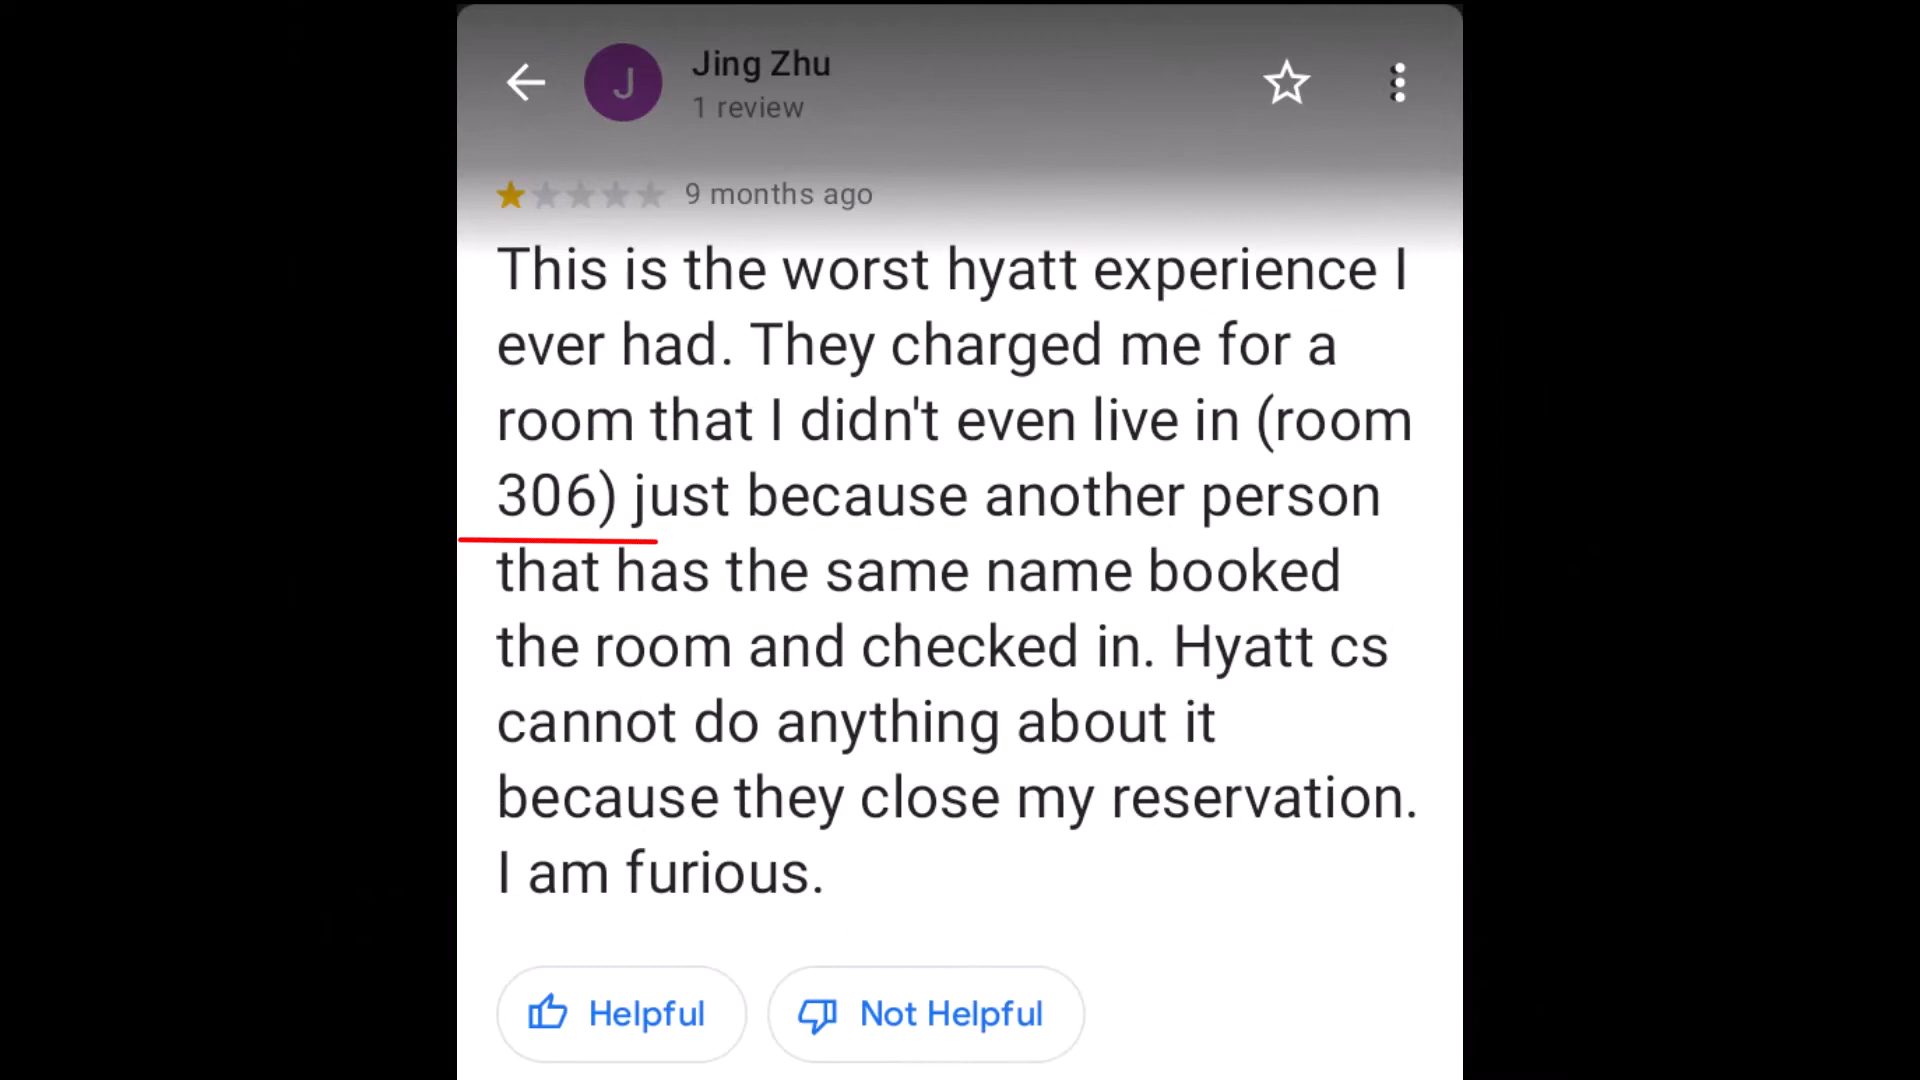 J
Jing Zhu
1 review
9 months ago
This is the worst hyatt experience I
ever had. They charged me for a
room that I didn't even live in (room
306) just because another person
that has the same name booked
the room and checked in. Hyatt cs
cannot do anything about it
because they close my reservation.
I am furious.
Helpful
Not Helpful